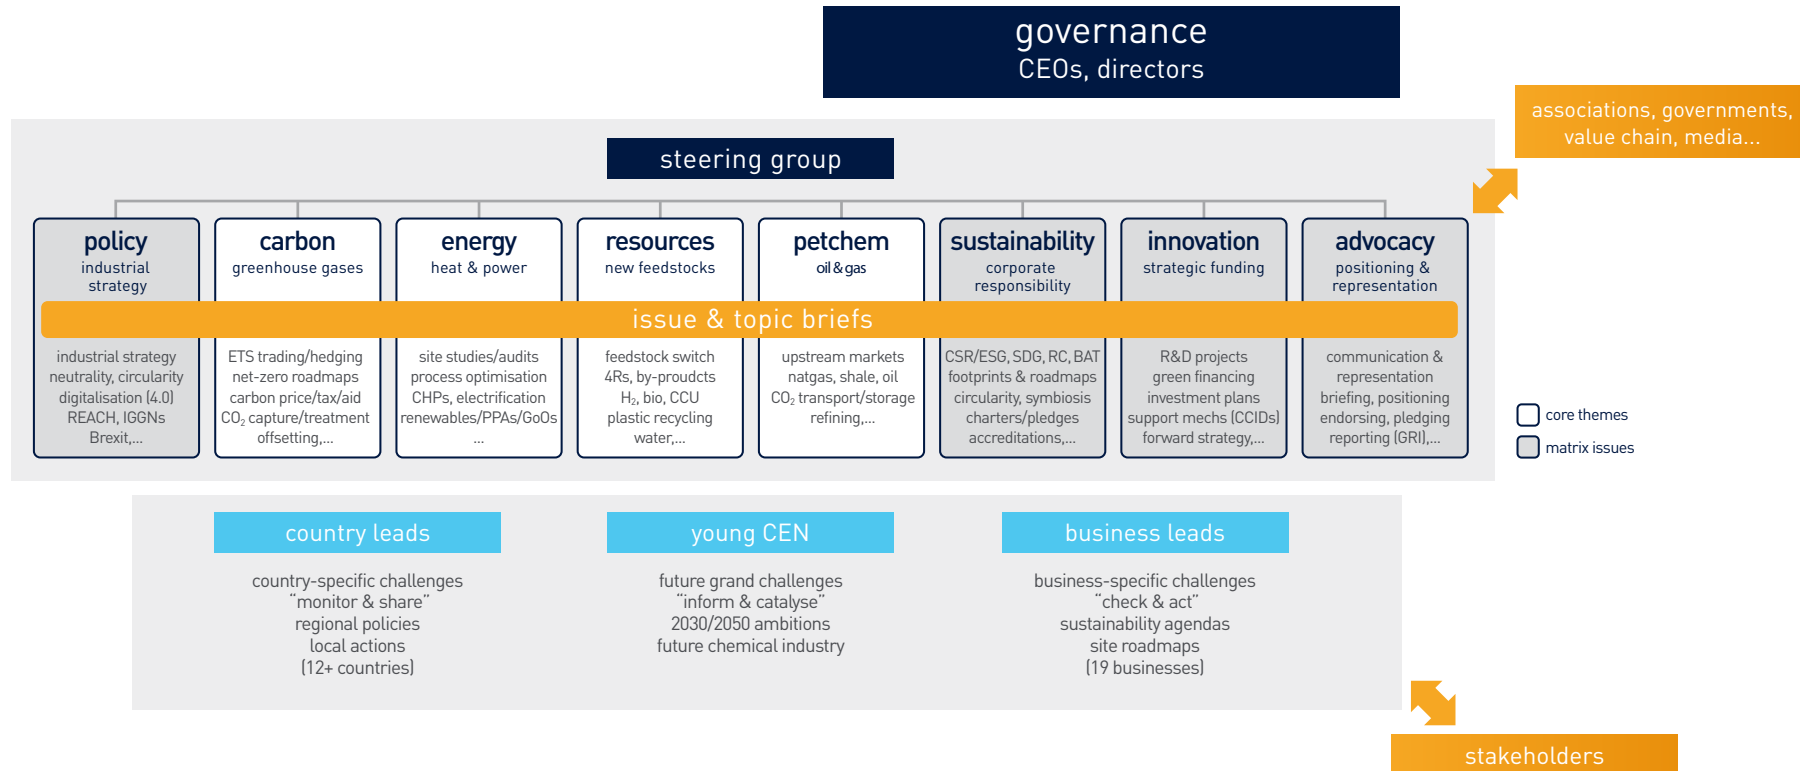 governance
CEOs, directors
associations, governments,
value chain, media...
steering group
policy
industrial
strategy
carbon
greenhouse gases
energy
heat & power
resources
new feedstocks
petchem
oil & gas
sustainability
corporate
responsibility
innovation
strategic funding
advocacy
positioning &
representation
issue & topic briefs
industrial strategy
neutrality, circularity
digitalisation (4.0)
REACH, IGGNs
Brexit,...
ETS trading/hedging
net-zero roadmaps
carbon price/tax/aid
CO₂ capture/treatment
offsetting,...
site studies/audits
process optimisation
CHPs, electrification
renewables/PPAs/GoOs
...
feedstock switch
4Rs, by-proudcts
H₂, bio, CCU
plastic recycling
water,...
upstream markets
natgas, shale, oil
CO₂ transport/storage
refining,...
CSR/ESG, SDG, RC, BAT
footprints & roadmaps
circularity, symbiosis
charters/pledges
accreditations,...
R&D projects
green financing
investment plans
support mechs (CCIDs)
forward strategy,...
communication &
representation
briefing, positioning
endorsing, pledging
reporting (GRI),...
core themes
matrix issues
country leads
country-specific challenges
“monitor & share”
regional policies
local actions
(12+ countries)
young CEN
future grand challenges
“inform & catalyse”
2030/2050 ambitions
future chemical industry
business leads
business-specific challenges
“check & act”
sustainability agendas
site roadmaps
(19 businesses)
stakeholders